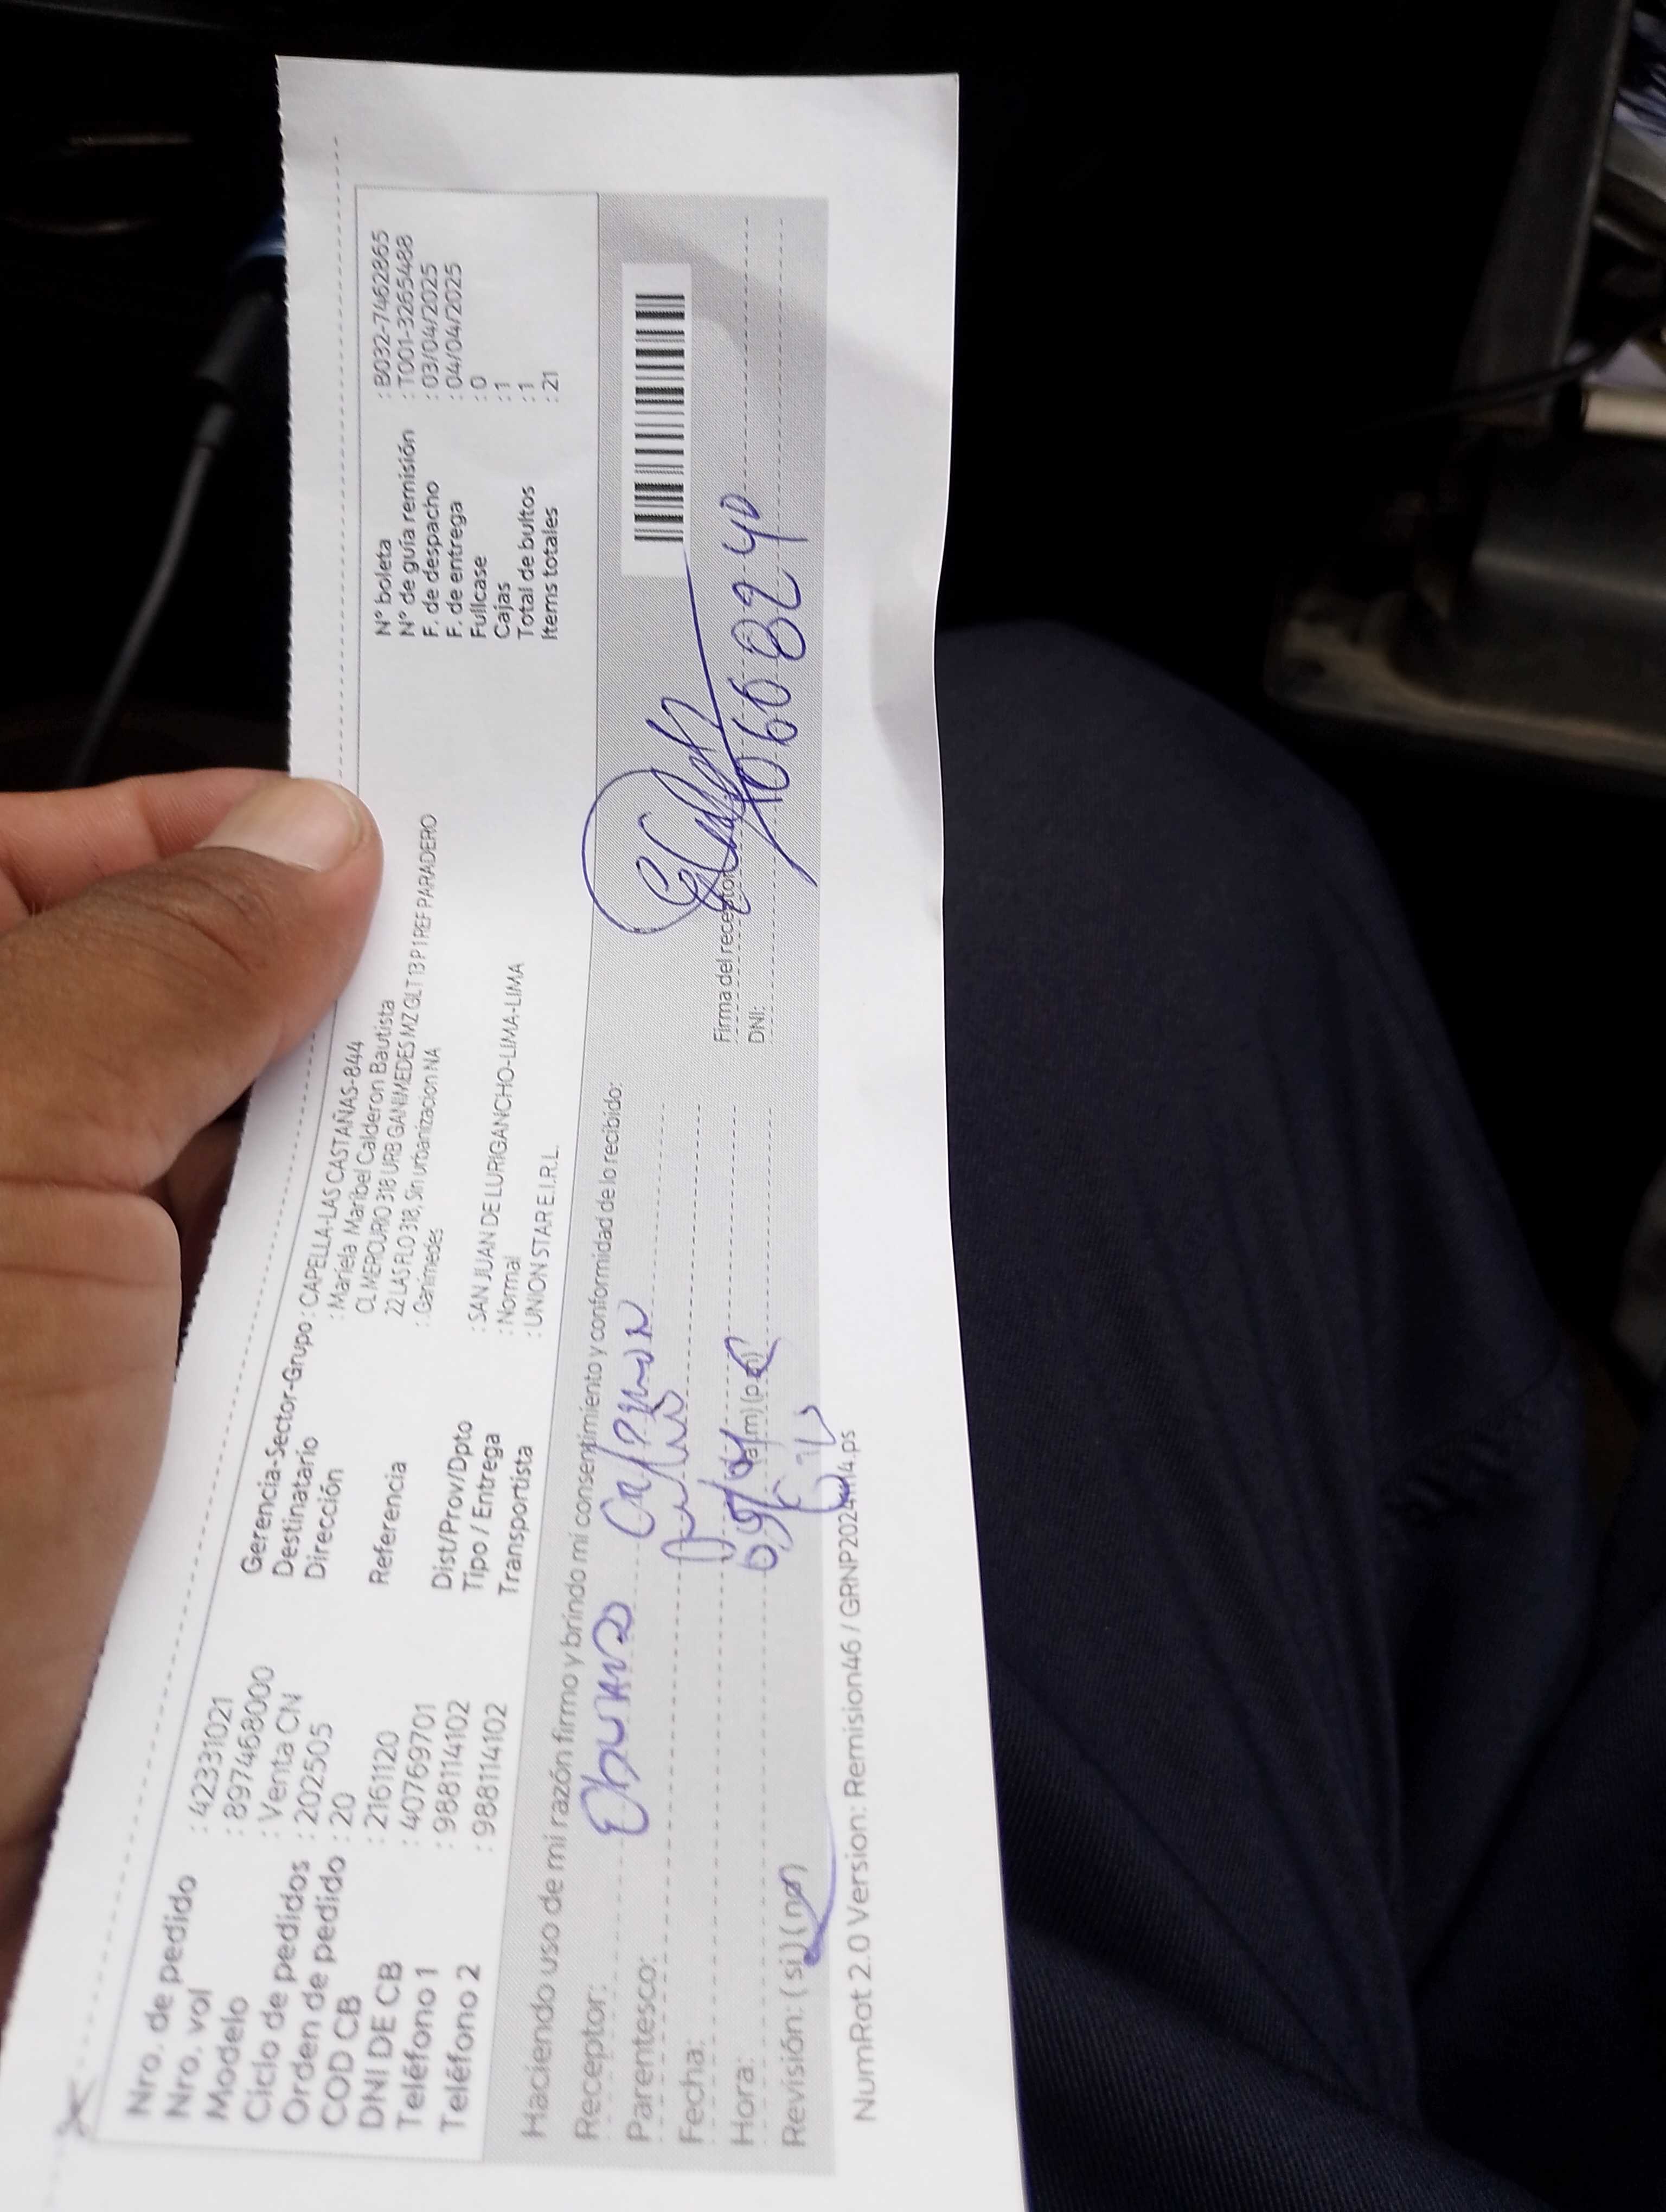 Nro. de pedido : 42331021
Nro. vol : 897468000
Modelo : Venta CN
Ciclo de pedidos : 202505
Orden de pedido : 20
COD CB : 2161120
DNI DE CB : 407769701
Teléfono 1 : 988114102
Teléfono 2 : 988114102
Gerencia-Sector-Grupo : CAPELLA-LAS CASTAÑAS-844
Destinatario : Mariela Maribel Calderon Bautista
Dirección CL MERCURIO 318 URB GANIMEDES MZ G LT 13 P 1 REF PARADERO
22 LAS FLO 318, Sin urbanizacion NA
Referencia : Ganimedes
Dist/Prov/Dpto : SAN JUAN DE LURIGANCHO-LIMA-LIMA
Tipo / Entrega : Normal
Transportista : UNION STAR E.I.R.L.
N° boleta : B032-7462865
N° de guía remisión : T001-3265488
F. de despacho : 03/04/2025
F. de entrega : 04/04/2025
Fullcase : 0
Cajas : 1
Total de bultos : 1
Items totales : 21
Haciendo uso de mi razón firmo y brindo mi consentimiento y conformidad de lo recibido:
Receptor:
Parentesco:
Fecha:
Hora: (a.m) (p.m)
Revisión: (si) (no)
Firma del receptor
DNI:
NumRot 2.0 Version: Remision46 / GRNP20241114.ps